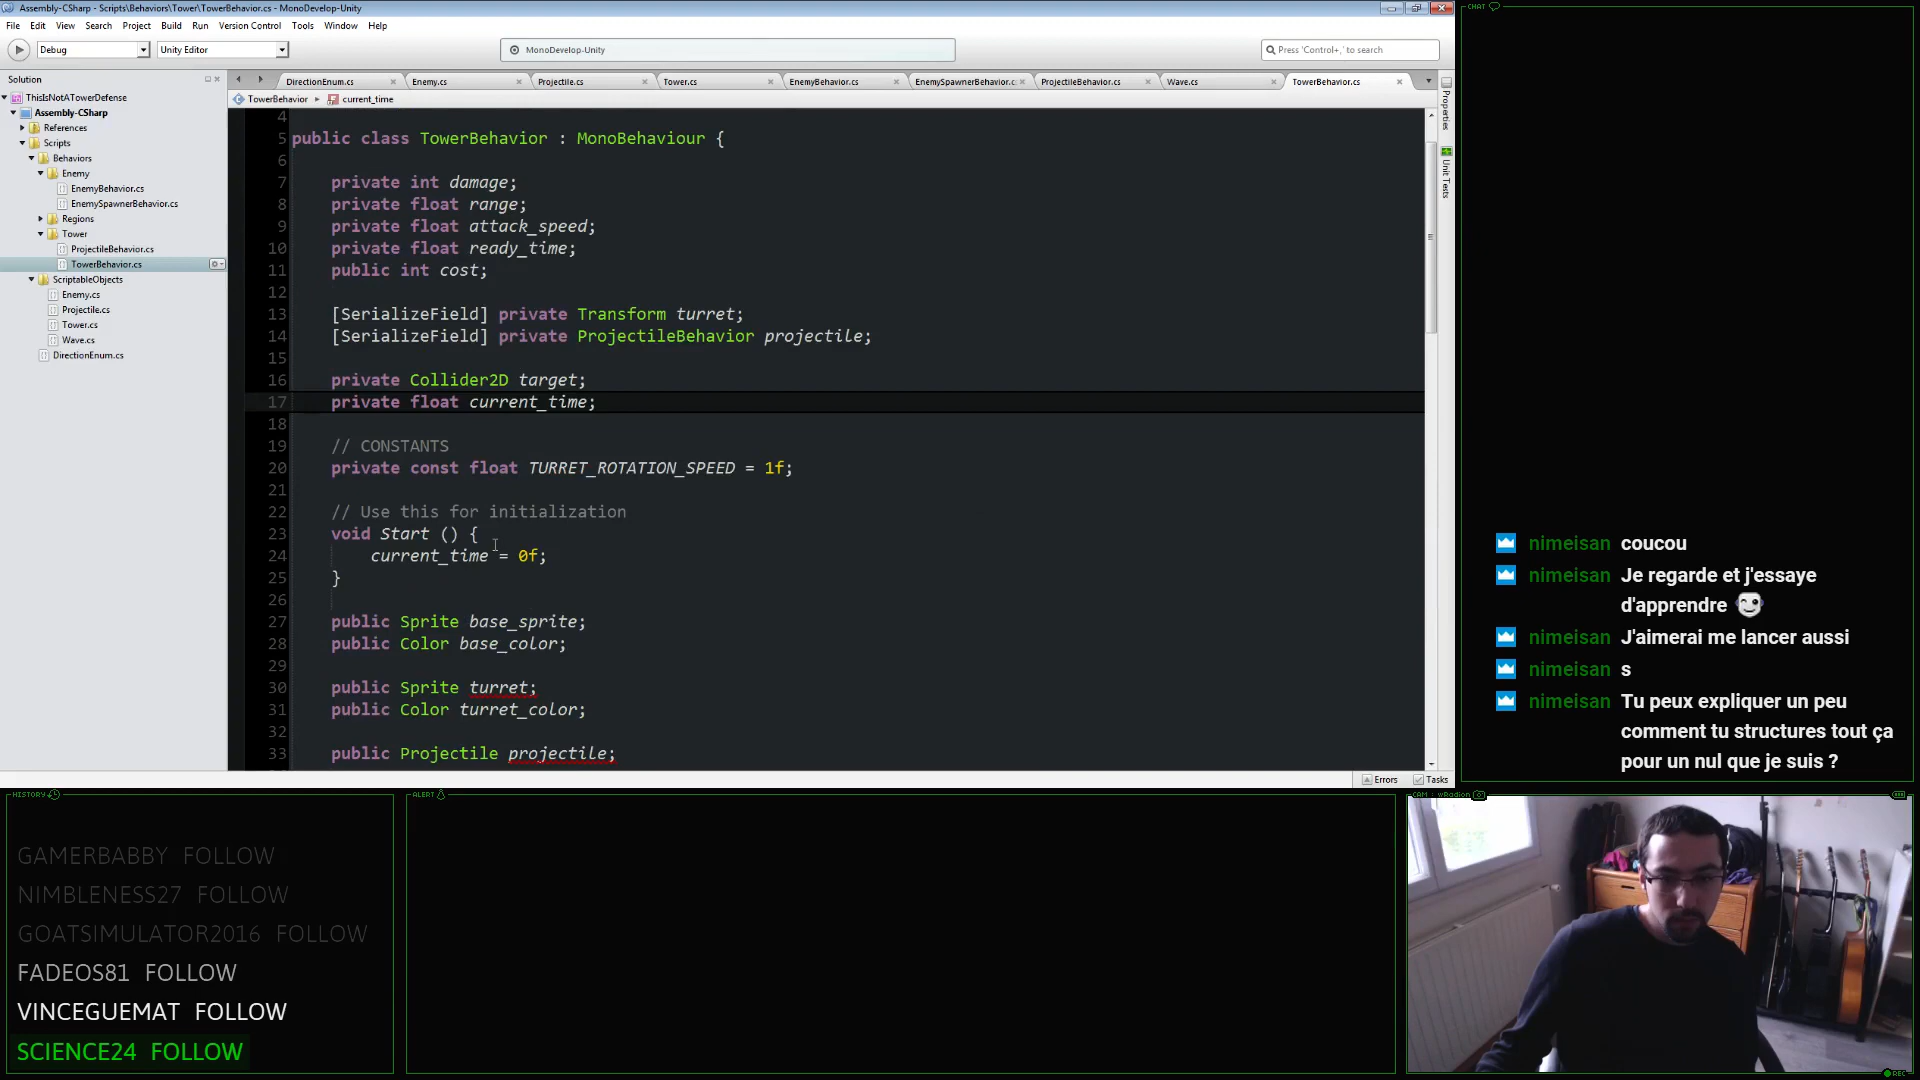 Assembly-CSharp - Scripts\Behaviors\Tower\TowerBehavior.cs - MonoDevelop-Unity
File Edit View Search Project Build Run Version Control Tools Window Help
Debug Unity Editor MonoDevelop-Unity Press 'Control+,' to search
Solution
DirectionEnum.cs Enemy.cs Projectile.cs Tower.cs EnemyBehavior.cs EnemySpawnerBehavior.cs ProjectileBehavior.cs Wave.cs TowerBehavior.cs
TowerBehavior current_time
ThisIsNotATowerDefense
Assembly-CSharp
References
Scripts
Behaviors
Enemy
EnemyBehavior.cs
EnemySpawnerBehavior.cs
Regions
Tower
ProjectileBehavior.cs
TowerBehavior.cs
ScriptableObjects
Enemy.cs
Projectile.cs
Tower.cs
Wave.cs
DirectionEnum.cs
4
5 public class TowerBehavior : MonoBehaviour {
6
7 private int damage;
8 private float range;
9 private float attack_speed;
10 private float ready_time;
11 public int cost;
12
13 [SerializeField] private Transform turret;
14 [SerializeField] private ProjectileBehavior projectile;
15
16 private Collider2D target;
17 private float current_time;
18
19 // CONSTANTS
20 private const float TURRET_ROTATION_SPEED = 1f;
21
22 // Use this for initialization
23 void Start () {
24 current_time = 0f;
25 }
26
27 public Sprite base_sprite;
28 public Color base_color;
29
30 public Sprite turret;
31 public Color turret_color;
32
33 public Projectile projectile;
Properties
Unit Tests
Errors Tasks
CHAT
nimeisan coucou
nimeisan Je regarde et j'essaye
d'apprendre
nimeisan J'aimerai me lancer aussi
nimeisan s
nimeisan Tu peux expliquer un peu
comment tu structures tout ça
pour un nul que je suis ?
HISTORY
GAMERBABBY FOLLOW
NIMBLENESS27 FOLLOW
GOATSIMULATOR2016 FOLLOW
FADEOS81 FOLLOW
VINCEGUEMAT FOLLOW
SCIENCE24 FOLLOW
ALERT
CAM : wRadion
REC